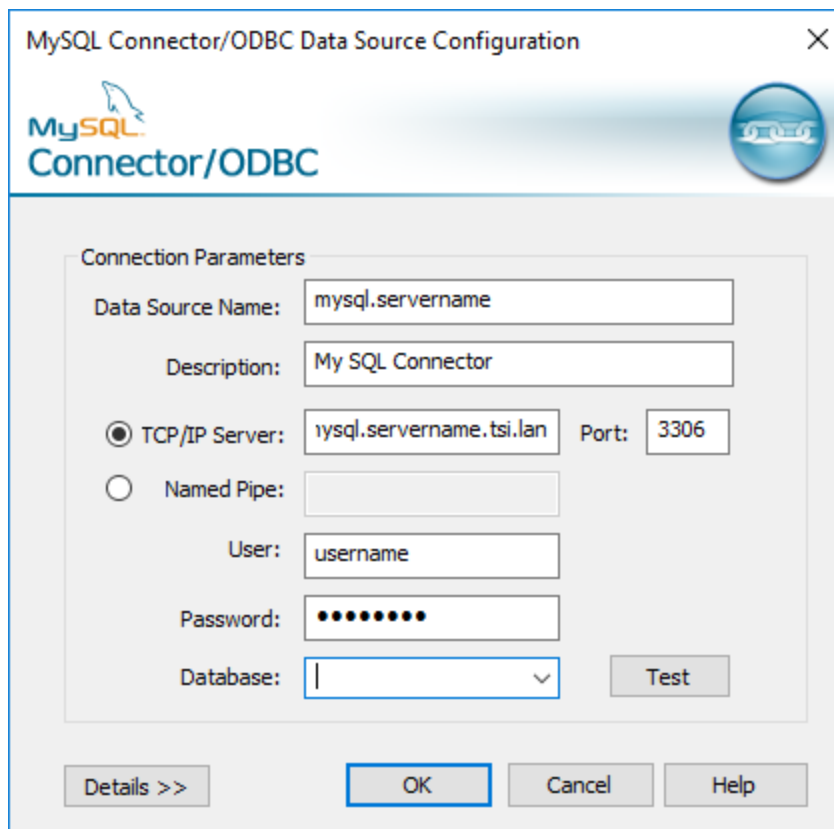 MySQL Connector/ODBC Data Source Configuration
MySQL
Connector/ODBC
Connection Parameters
Data Source Name: mysql.servername
Description: My SQL Connector
TCP/IP Server: ysql.servername.tsi.lan Port: 3306
Named Pipe:
User: username
Password: ••••••••
Database:
Test
Details >> OK Cancel Help